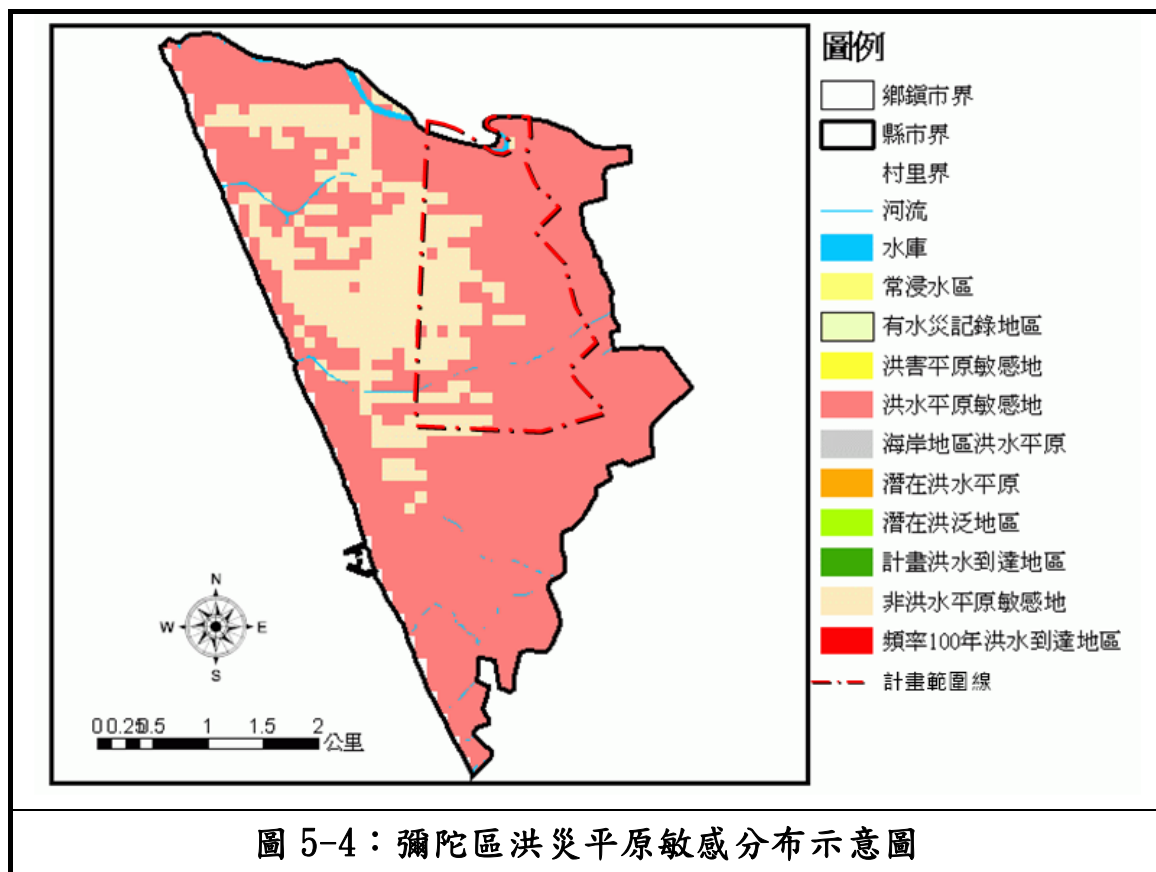 圖例
鄉鎮市界
縣市界
村里界
河流
水庫
常浸水區
有水災記錄地區
洪害平原敏感地
洪水平原敏感地
海岸地區洪水平原
潛在洪水平原
潛在洪泛地區
計畫洪水到達地區
非洪水平原敏感地
頻率100年洪水到達地區
計畫範圍線
N
W E
S
0 0.25 0.5 1 1.5 2
公里
圖 5-4：彌陀區洪災平原敏感分布示意圖